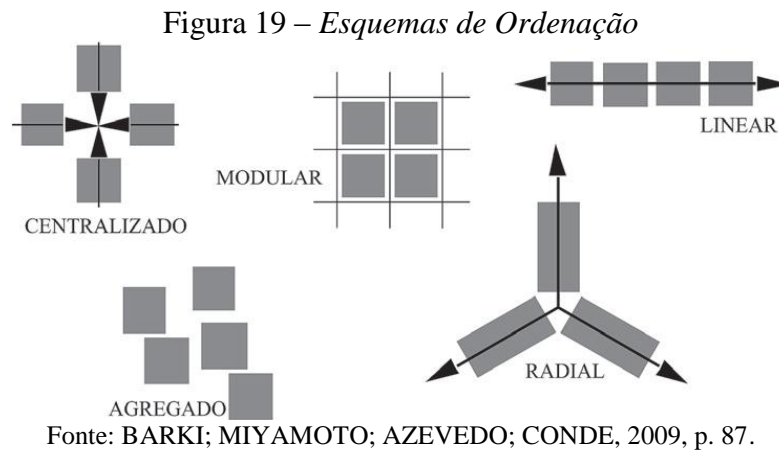 Figura 19 – Esquemas de Ordenação
LINEAR
MODULAR
CENTRALIZADO
RADIAL
AGREGADO
Fonte: BARKI; MIYAMOTO; AZEVEDO; CONDE, 2009, p. 87.